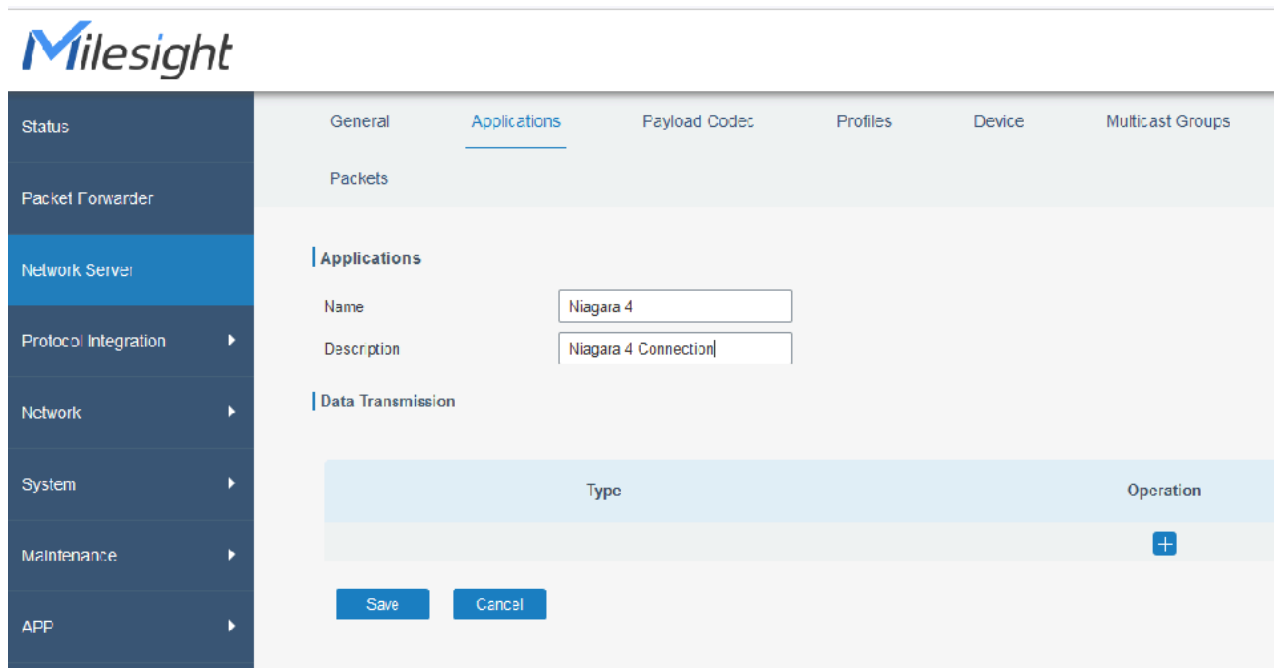 Milesight
Status
General Applications Payload Codec Profiles Device Multicast Groups
Packets
Packet Forwarder
Network Server
Applications
Name Niagara 4
Description Niagara 4 Connection
Protocol Integration
Data Transmission
Network
System
Type Operation
Maintenance
Save Cancel
APP